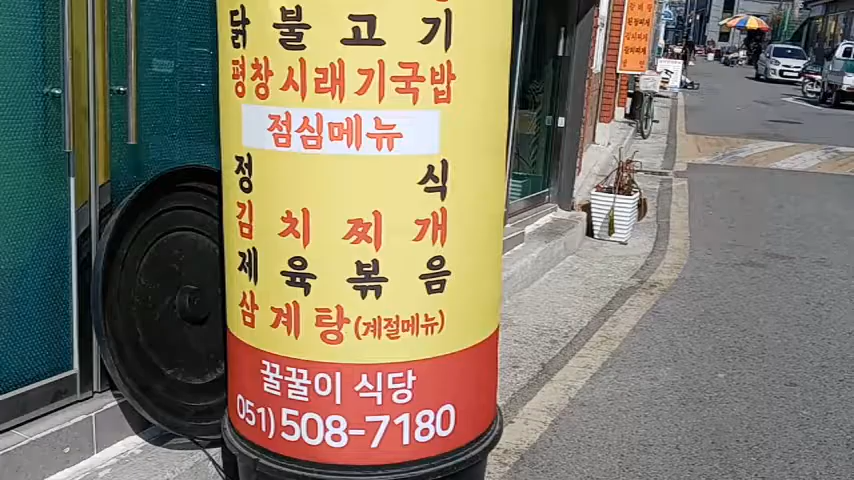 닭불고기
평창시래기국밥
점심메뉴
정식
김치찌개
제육볶음
삼계탕(계절메뉴)
꿀꿀이 식당
051)508-7180